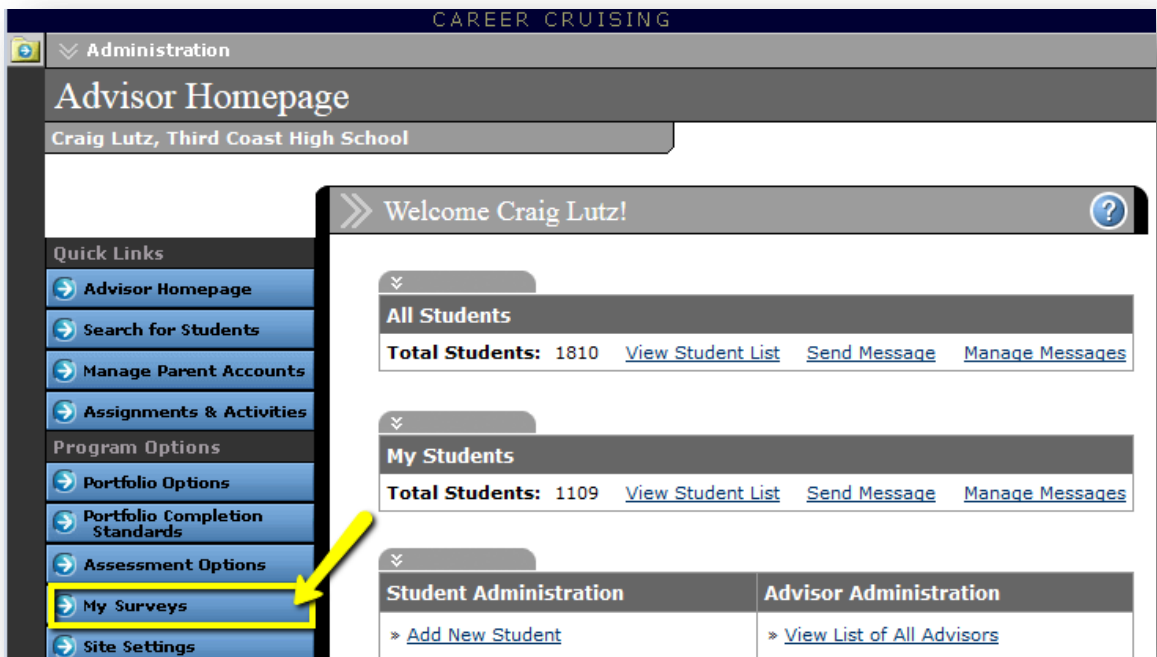 CAREER CRUISING
Administration
Advisor Homepage
Craig Lutz, Third Coast High School
Welcome Craig Lutz!
?
Quick Links
Advisor Homepage
Search for Students
Manage Parent Accounts
Assignments & Activities
Program Options
Portfolio Options
Portfolio Completion
Standards
Assessment Options
My Surveys
Site Settings
All Students
Total Students: 1810 View Student List Send Message Manage Messages
My Students
Total Students: 1109 View Student List Send Message Manage Messages
Student Administration
» Add New Student
Advisor Administration
» View List of All Advisors